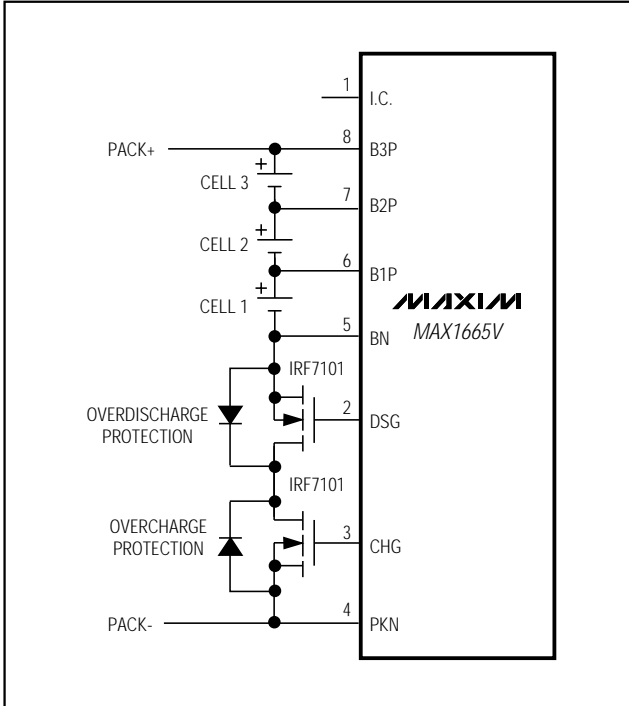 1
I.C.
PACK+
8
B3P
+
CELL 3
7
B2P
+
CELL 2
6
B1P
+
CELL 1
MAXIM
MAX1665V
5
BN
IRF7101
OVERDISCHARGE
PROTECTION
2
DSG
IRF7101
OVERCHARGE
PROTECTION
3
CHG
4
PACK-
PKN